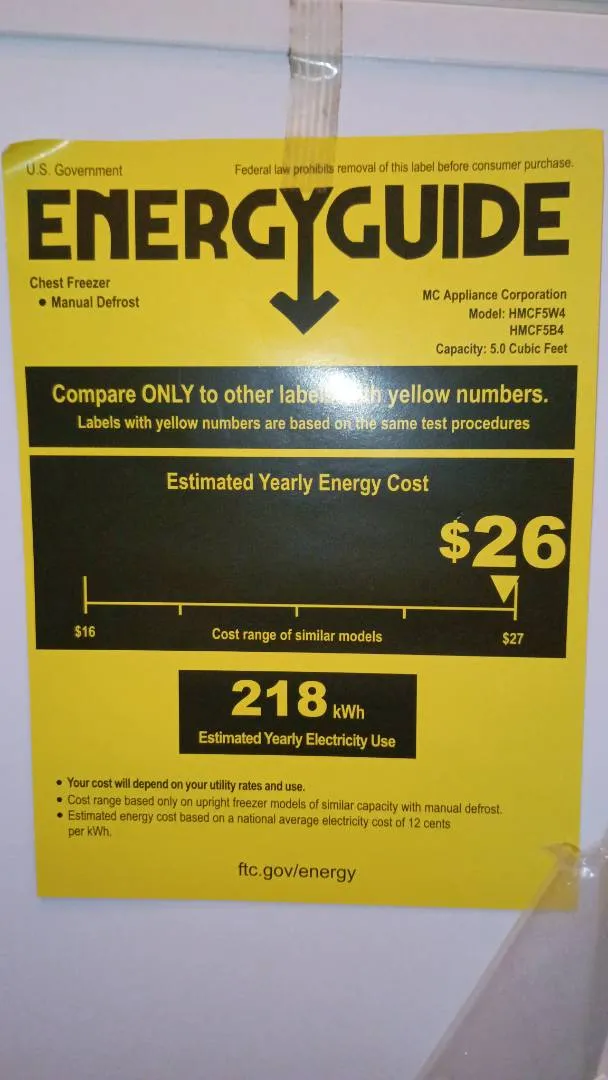 U.S. Government
Federal law prohibits removal of this label before consumer purchase.
ENERGYGUIDE
Chest Freezer
• Manual Defrost
MC Appliance Corporation
Model: HMCF5W4
HMCF5B4
Capacity: 5.0 Cubic Feet
Compare ONLY to other labels with yellow numbers.
Labels with yellow numbers are based on the same test procedures
Estimated Yearly Energy Cost
$26
$16
Cost range of similar models
$27
218 kWh
Estimated Yearly Electricity Use
• Your cost will depend on your utility rates and use.
• Cost range based only on upright freezer models of similar capacity with manual defrost.
• Estimated energy cost based on a national average electricity cost of 12 cents
per kWh.
ftc.gov/energy